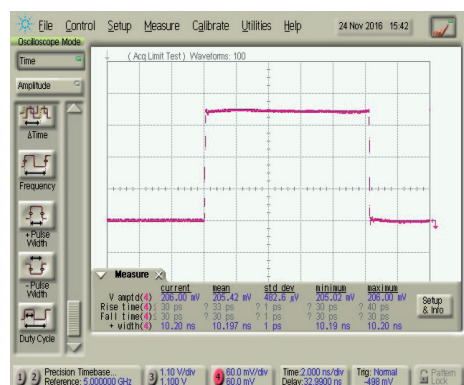 File Control Setup Measure Calibrate Utilities Help 24 Nov 2016 15:42
Oscilloscope Mode
Time
( Acq Limit Test ) Waveforms: 100
Amplitude
ΔTime
Frequency
+ Pulse
Width
- Pulse
Width
Duty Cycle
Measure
current mean std dev minimum maximum
V amptd(4) 206.00 mV 205.42 mV 482.6 µV 205.02 mV 206.00 mV
Rise time(4) 30 ps ? 33 ps ? 1 ps ? 30 ps ? 40 ps
Fall time(4) 30 ps ? 30 ps ? 1 ps ? 30 ps ? 30 ps
+ width(4) 10.20 ns 10.197 ns 1 ps 10.19 ns 10.20 ns
Setup
& Info
1 2 Precision Timebase...
Reference: 5.000000 GHz
3 1.10 V/div
1.100 V
4 60.0 mV/div
60.0 mV
Time:2.000 ns/div
Delay:32.9900 ns
Trig: Normal
-498 mV
Pattern
Lock